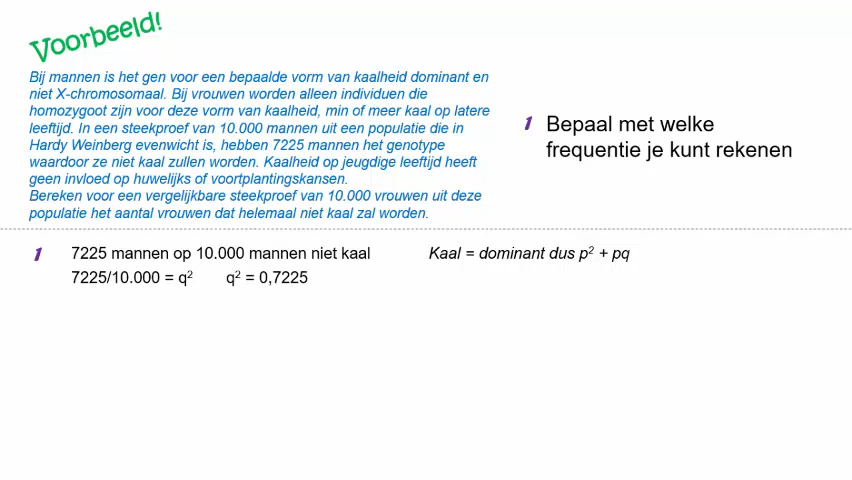 Voorbeeld!
Bij mannen is het gen voor een bepaalde vorm van kaalheid dominant en
niet X-chromosomaal. Bij vrouwen worden alleen individuen die
homozygoot zijn voor deze vorm van kaalheid, min of meer kaal op latere
leeftijd. In een steekproef van 10.000 mannen uit een populatie die in
Hardy Weinberg evenwicht is, hebben 7225 mannen het genotype
waardoor ze niet kaal zullen worden. Kaalheid op jeugdige leeftijd heeft
geen invloed op huwelijks of voortplantingskansen.
Bereken voor een vergelijkbare steekproef van 10.000 vrouwen uit deze
populatie het aantal vrouwen dat helemaal niet kaal zal worden.
1 Bepaal met welke
frequentie je kunt rekenen
1 7225 mannen op 10.000 mannen niet kaal Kaal = dominant dus p² + pq
7225/10.000 = q² q² = 0,7225